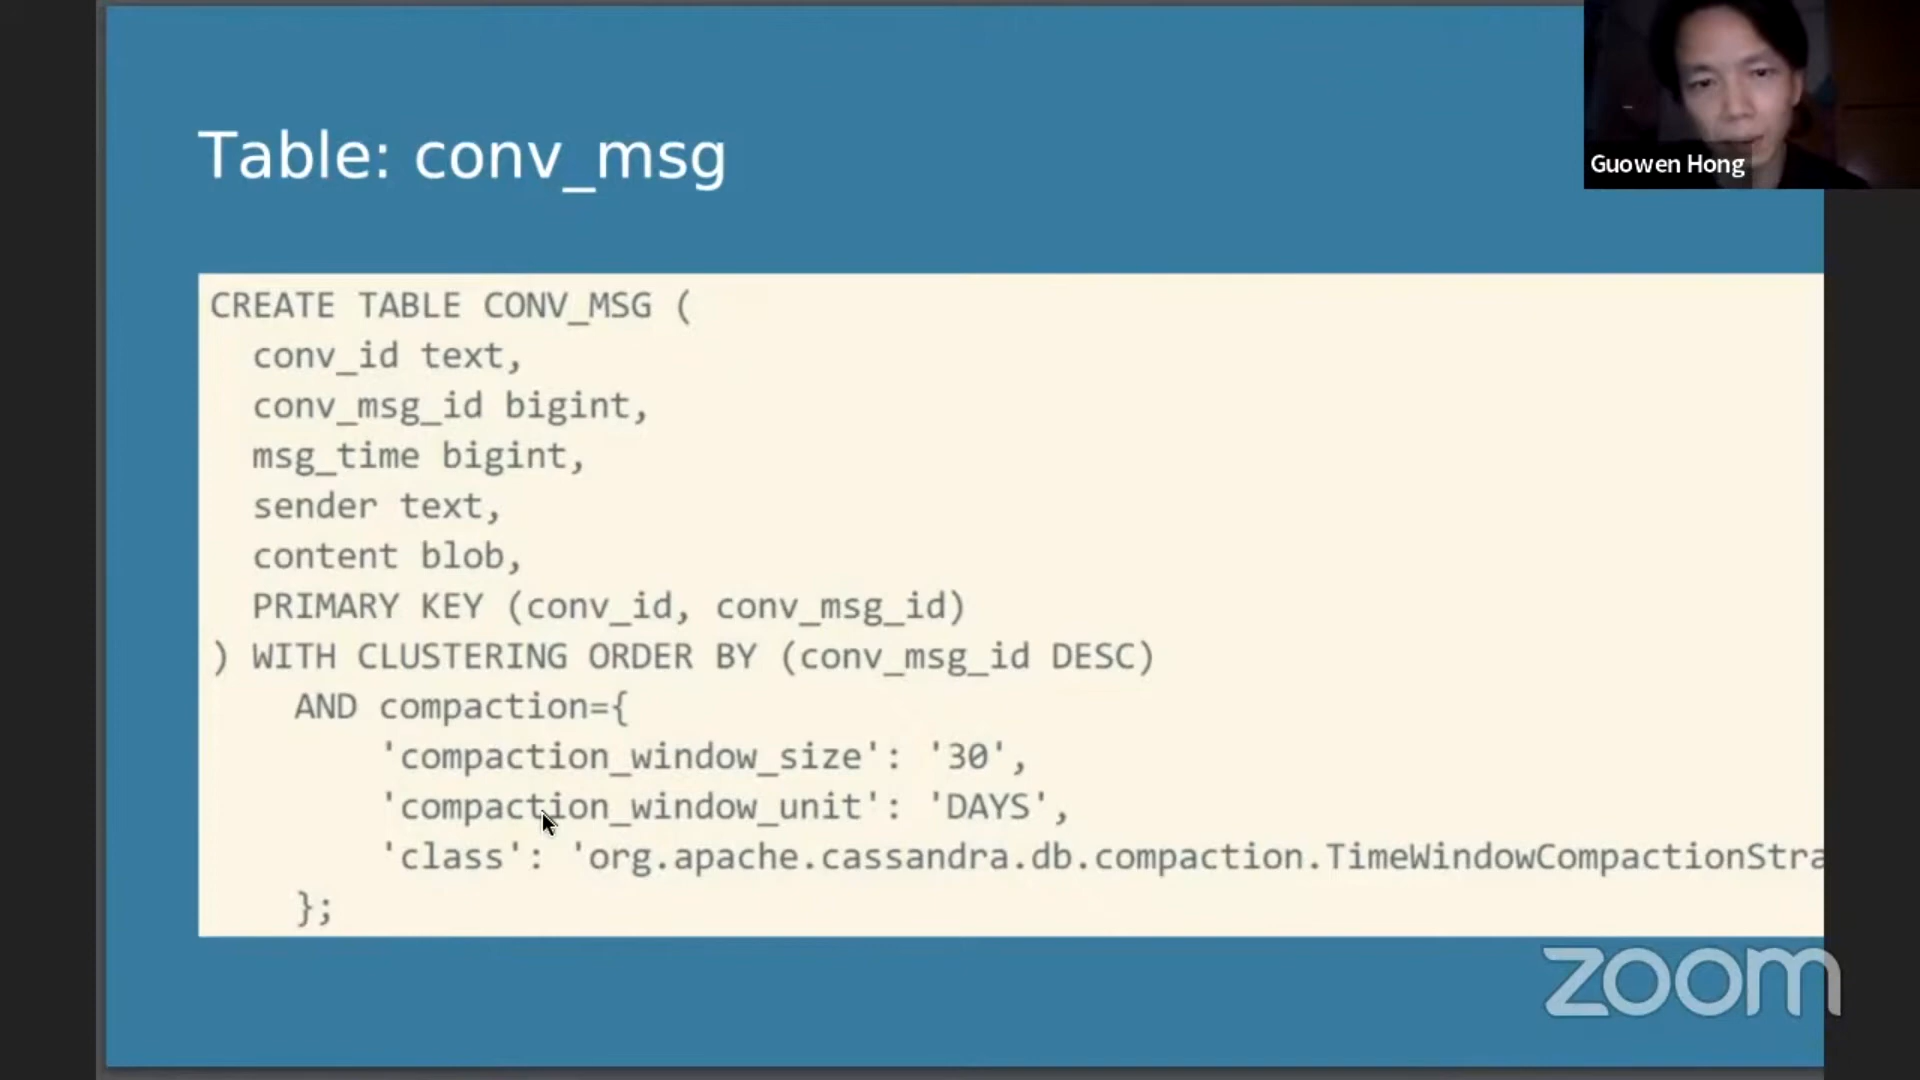 Table: conv_msg
Guowen Hong
CREATE TABLE CONV_MSG (
conv_id text,
conv_msg_id bigint,
msg_time bigint,
sender text,
content blob,
PRIMARY KEY (conv_id, conv_msg_id)
) WITH CLUSTERING ORDER BY (conv_msg_id DESC)
AND compaction={
'compaction_window_size': '30',
'compaction_window_unit': 'DAYS',
'class': 'org.apache.cassandra.db.compaction.TimeWindowCompactionStra
};
zoom